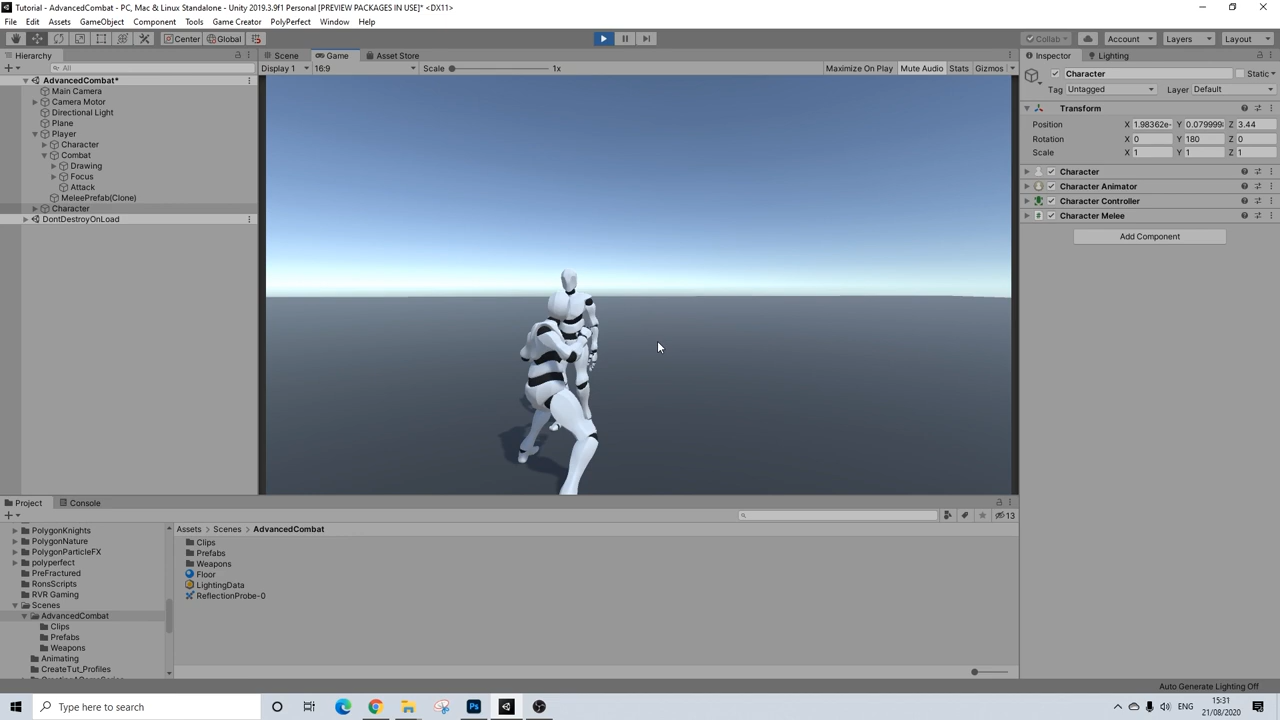 Tutorial - AdvancedCombat - PC, Mac & Linux Standalone - Unity 2019.3.9f1 Personal [PREVIEW PACKAGES IN USE]* <DX11>
File Edit Assets GameObject Component Tools Game Creator PolyPerfect Window Help
Center Global Collab Account Layers Layout
Hierarchy Scene Game Asset Store Inspector Lighting
All Display 1 16:9 Scale 1x Maximize On Play Mute Audio Stats Gizmos Character Static
AdvancedCombat*
Main Camera Tag Untagged Layer Default
Camera Motor
Directional Light Transform
Plane Position X 1.98362e- Y 0.079999 Z 3.44
Player Rotation X 0 Y 180 Z 0
Character Scale X 1 Y 1 Z 1
Combat
Drawing
Focus Character
Attack Character Animator
MeleePrefab(Clone) Character Controller
Character Character Melee
DontDestroyOnLoad
Add Component
Project Console
13
PolygonKnights Assets > Scenes > AdvancedCombat
PolygonNature Clips
PolygonParticleFX Prefabs
polyperfect Weapons
PreFractured Floor
RonsScripts LightingData
RVR Gaming ReflectionProbe-0
Scenes
AdvancedCombat
Clips
Prefabs
Weapons
Animating
CreateTut_Profiles
Auto Generate Lighting Off
Type here to search
Ps
ENG
15:31
21/08/2020